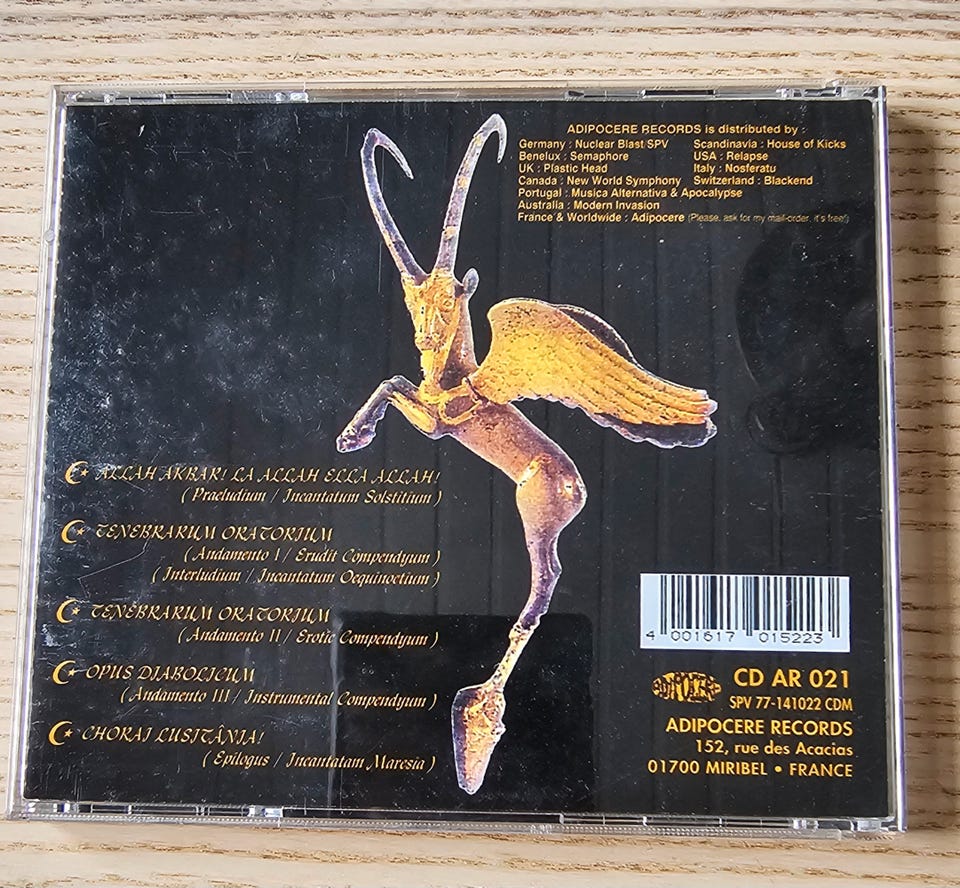 ADIPOCERE RECORDS is distributed by :
Germany : Nuclear Blast/SPV
Benelux : Semaphore
UK : Plastic Head
Canada : New World Symphony
Portugal : Musica Alternativa & Apocalypse
Australia : Modern Invasion
France & Worldwide : Adipocere (Please, ask for my mail-order, it's free!)
Scandinavia : House of Kicks
USA : Relapse
Italy : Nosferatu
Switzerland : Blackend
ALLAH AKBAR! LA ALLAH ELLA ALLAH!
( Praeludium / Incantatum Solstitium )
TENEBRARUM ORATORIUM
( Andamento I / Erudit Compendyum )
( Interludium / Incantatum Oequinoctium )
TENEBRARUM ORATORIUM
( Andamento II / Erotic Compendyum )
OPUS DIABOLICUM
( Andamento III / Instrumental Compendyum )
CHORAI LUSITÂNIA!
( Epilogus / Incantatam Maresia )
4 001617 015223
ADIPOCERE
CD AR 021
SPV 77-141022 CDM
ADIPOCERE RECORDS
152, rue des Acacias
01700 MIRIBEL • FRANCE